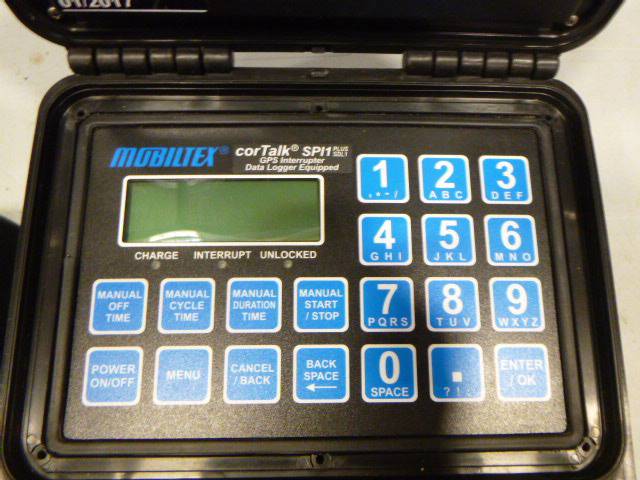 01/2017
MOBILTEX® corTalk® SPI1 PLUS SDL1
GPS Interrupter
Data Logger Equipped
CHARGE INTERRUPT UNLOCKED
MANUAL OFF TIME
MANUAL CYCLE TIME
MANUAL DURATION TIME
MANUAL START / STOP
POWER ON/OFF
MENU
CANCEL / BACK
BACK SPACE ←
1
2 ABC
3 DEF
4 GHI
5 JKL
6 MNO
7 PQRS
8 TUV
9 WXYZ
0 SPACE
. ?!
ENTER / OK